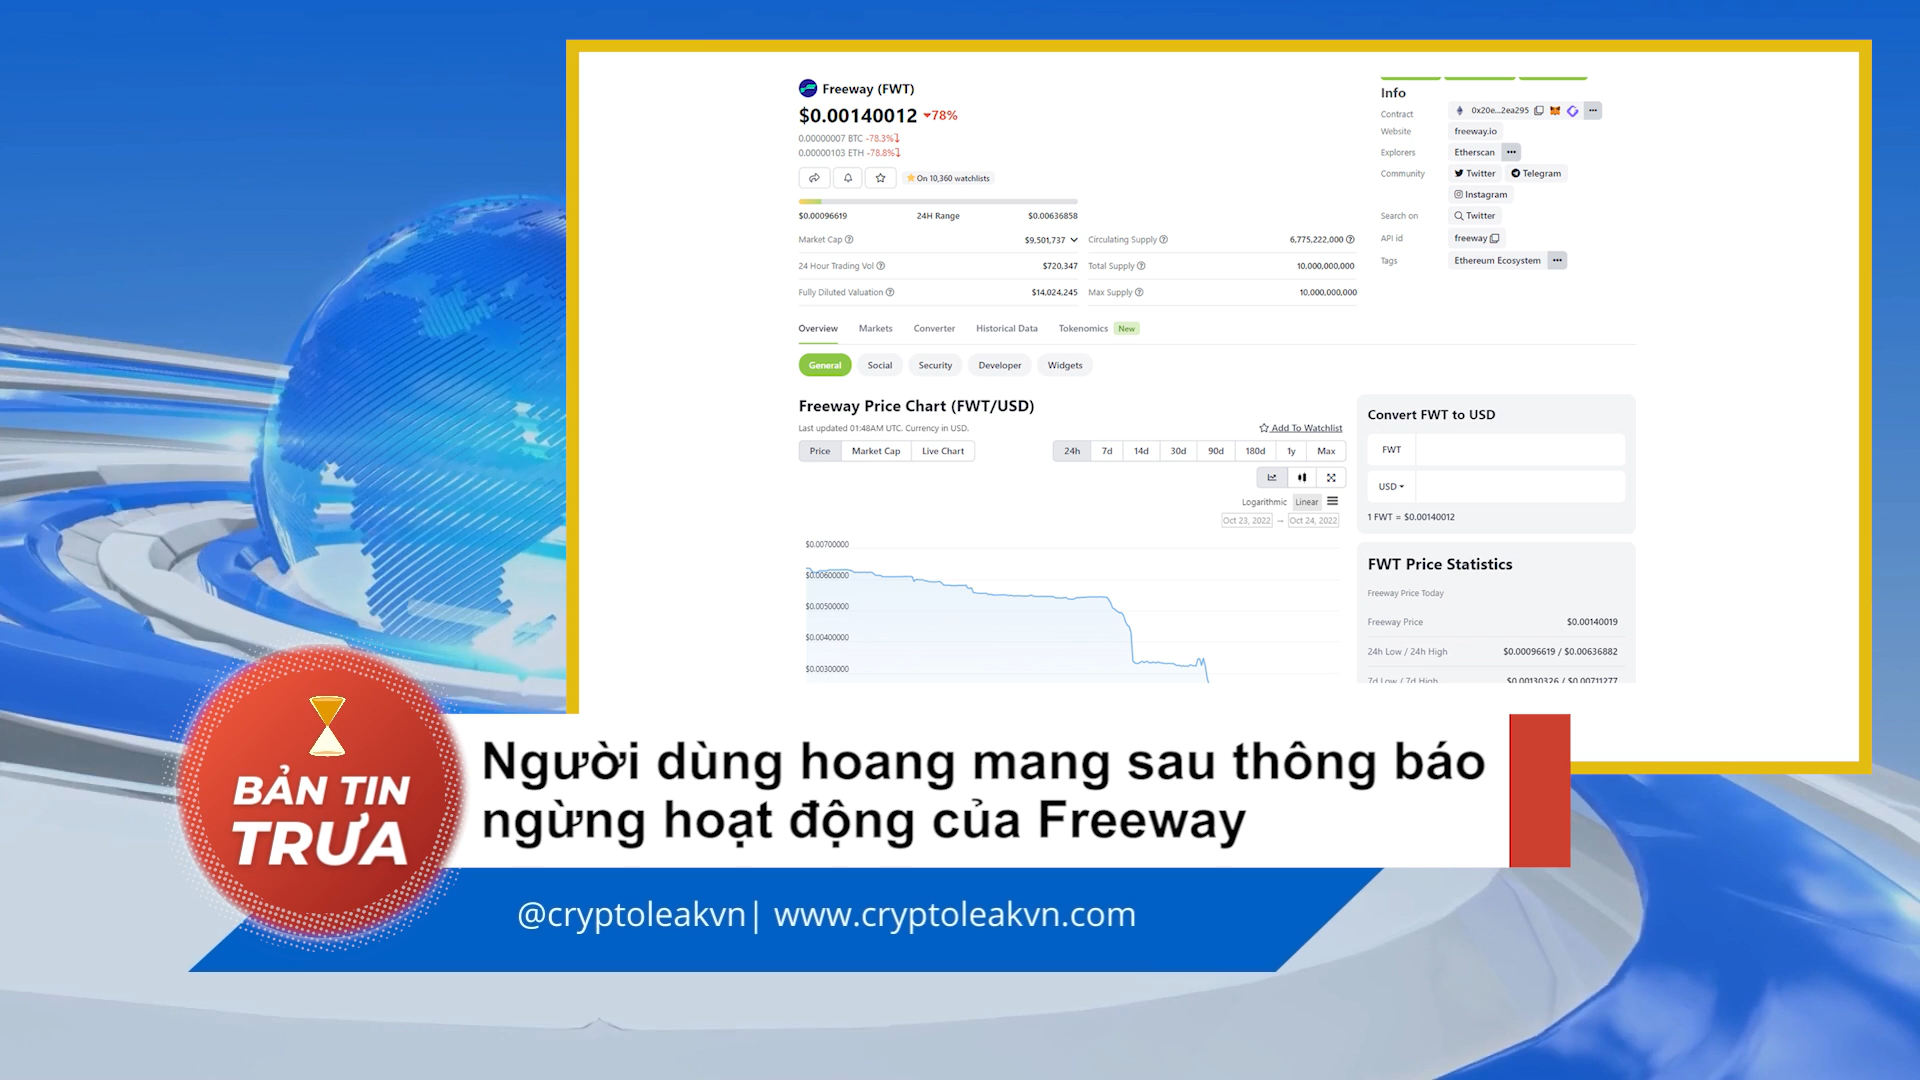 Freeway (FWT)
$0.00140012 78%
0.00000007 BTC -78.3%
0.00000103 ETH -78.8%
On 10,360 watchlists
$0.00096619 24H Range $0.00636858
Market Cap $9,501,737
24 Hour Trading Vol $720,347
Fully Diluted Valuation $14,024,245
Circulating Supply 6,775,222,000
Total Supply 10,000,000,000
Max Supply 10,000,000,000
Info
Contract 0x20e...2ea295
Website freeway.io
Explorers Etherscan
Community Twitter Telegram
Instagram
Search on Twitter
API id freeway
Tags Ethereum Ecosystem
Overview Markets Converter Historical Data Tokenomics New
General Social Security Developer Widgets
Freeway Price Chart (FWT/USD)
Last updated 01:48AM UTC. Currency in USD.
Add To Watchlist
Price Market Cap Live Chart
24h 7d 14d 30d 90d 180d 1y Max
Logarithmic Linear
Oct 23, 2022 → Oct 24, 2022
$0.00700000
$0.00600000
$0.00500000
$0.00400000
$0.00300000
Convert FWT to USD
FWT
USD
1 FWT = $0.00140012
FWT Price Statistics
Freeway Price Today
Freeway Price $0.00140019
24h Low / 24h High $0.00096619 / $0.00636882
7d Low / 7d High $0.00130326 / $0.00711277
BẢN TIN
TRƯA
Người dùng hoang mang sau thông báo
ngừng hoạt động của Freeway
@cryptoleakvn| www.cryptoleakvn.com